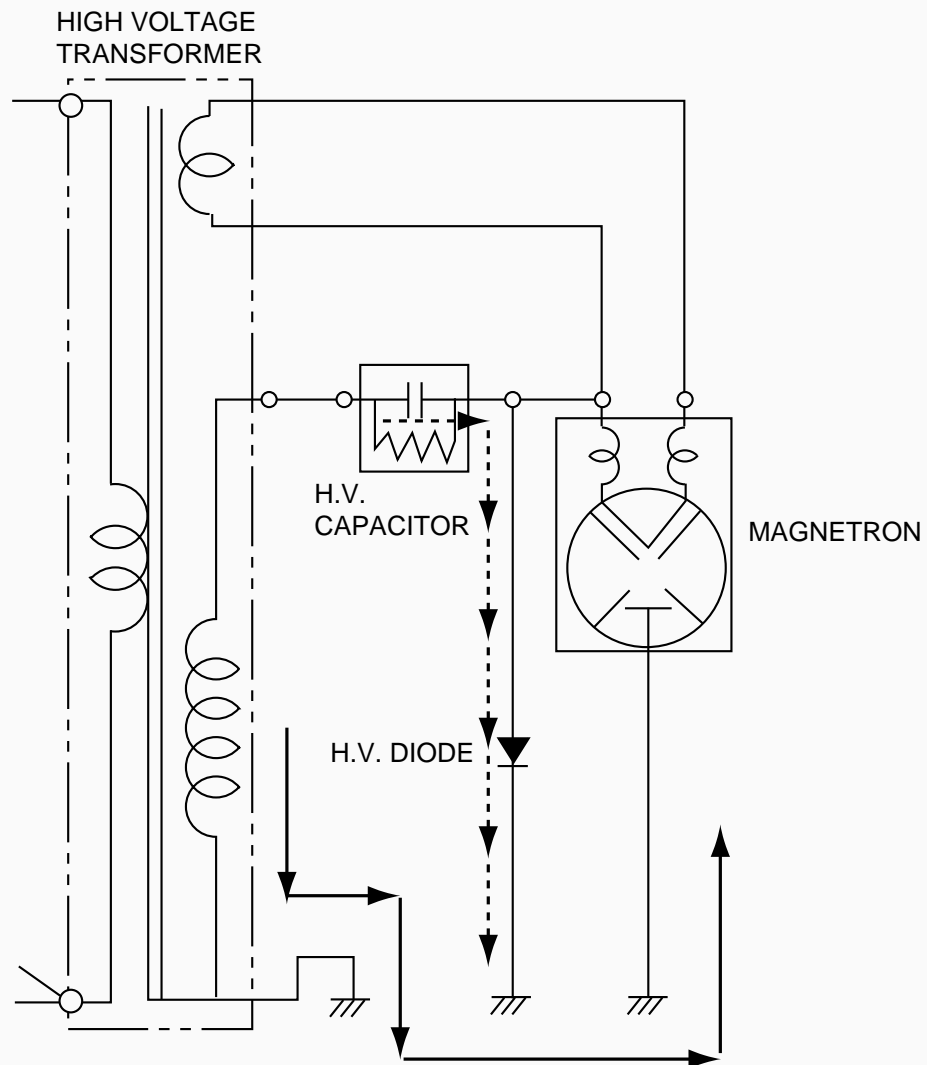 HIGH VOLTAGE
TRANSFORMER
H.V.
CAPACITOR
MAGNETRON
H.V. DIODE